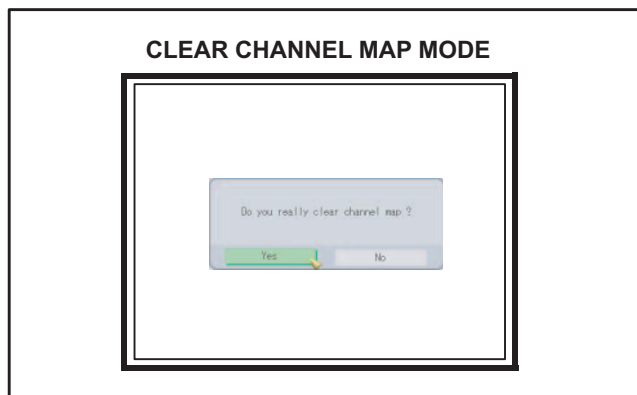 CLEAR CHANNEL MAP MODE
Do you really clear channel map ?
Yes
No